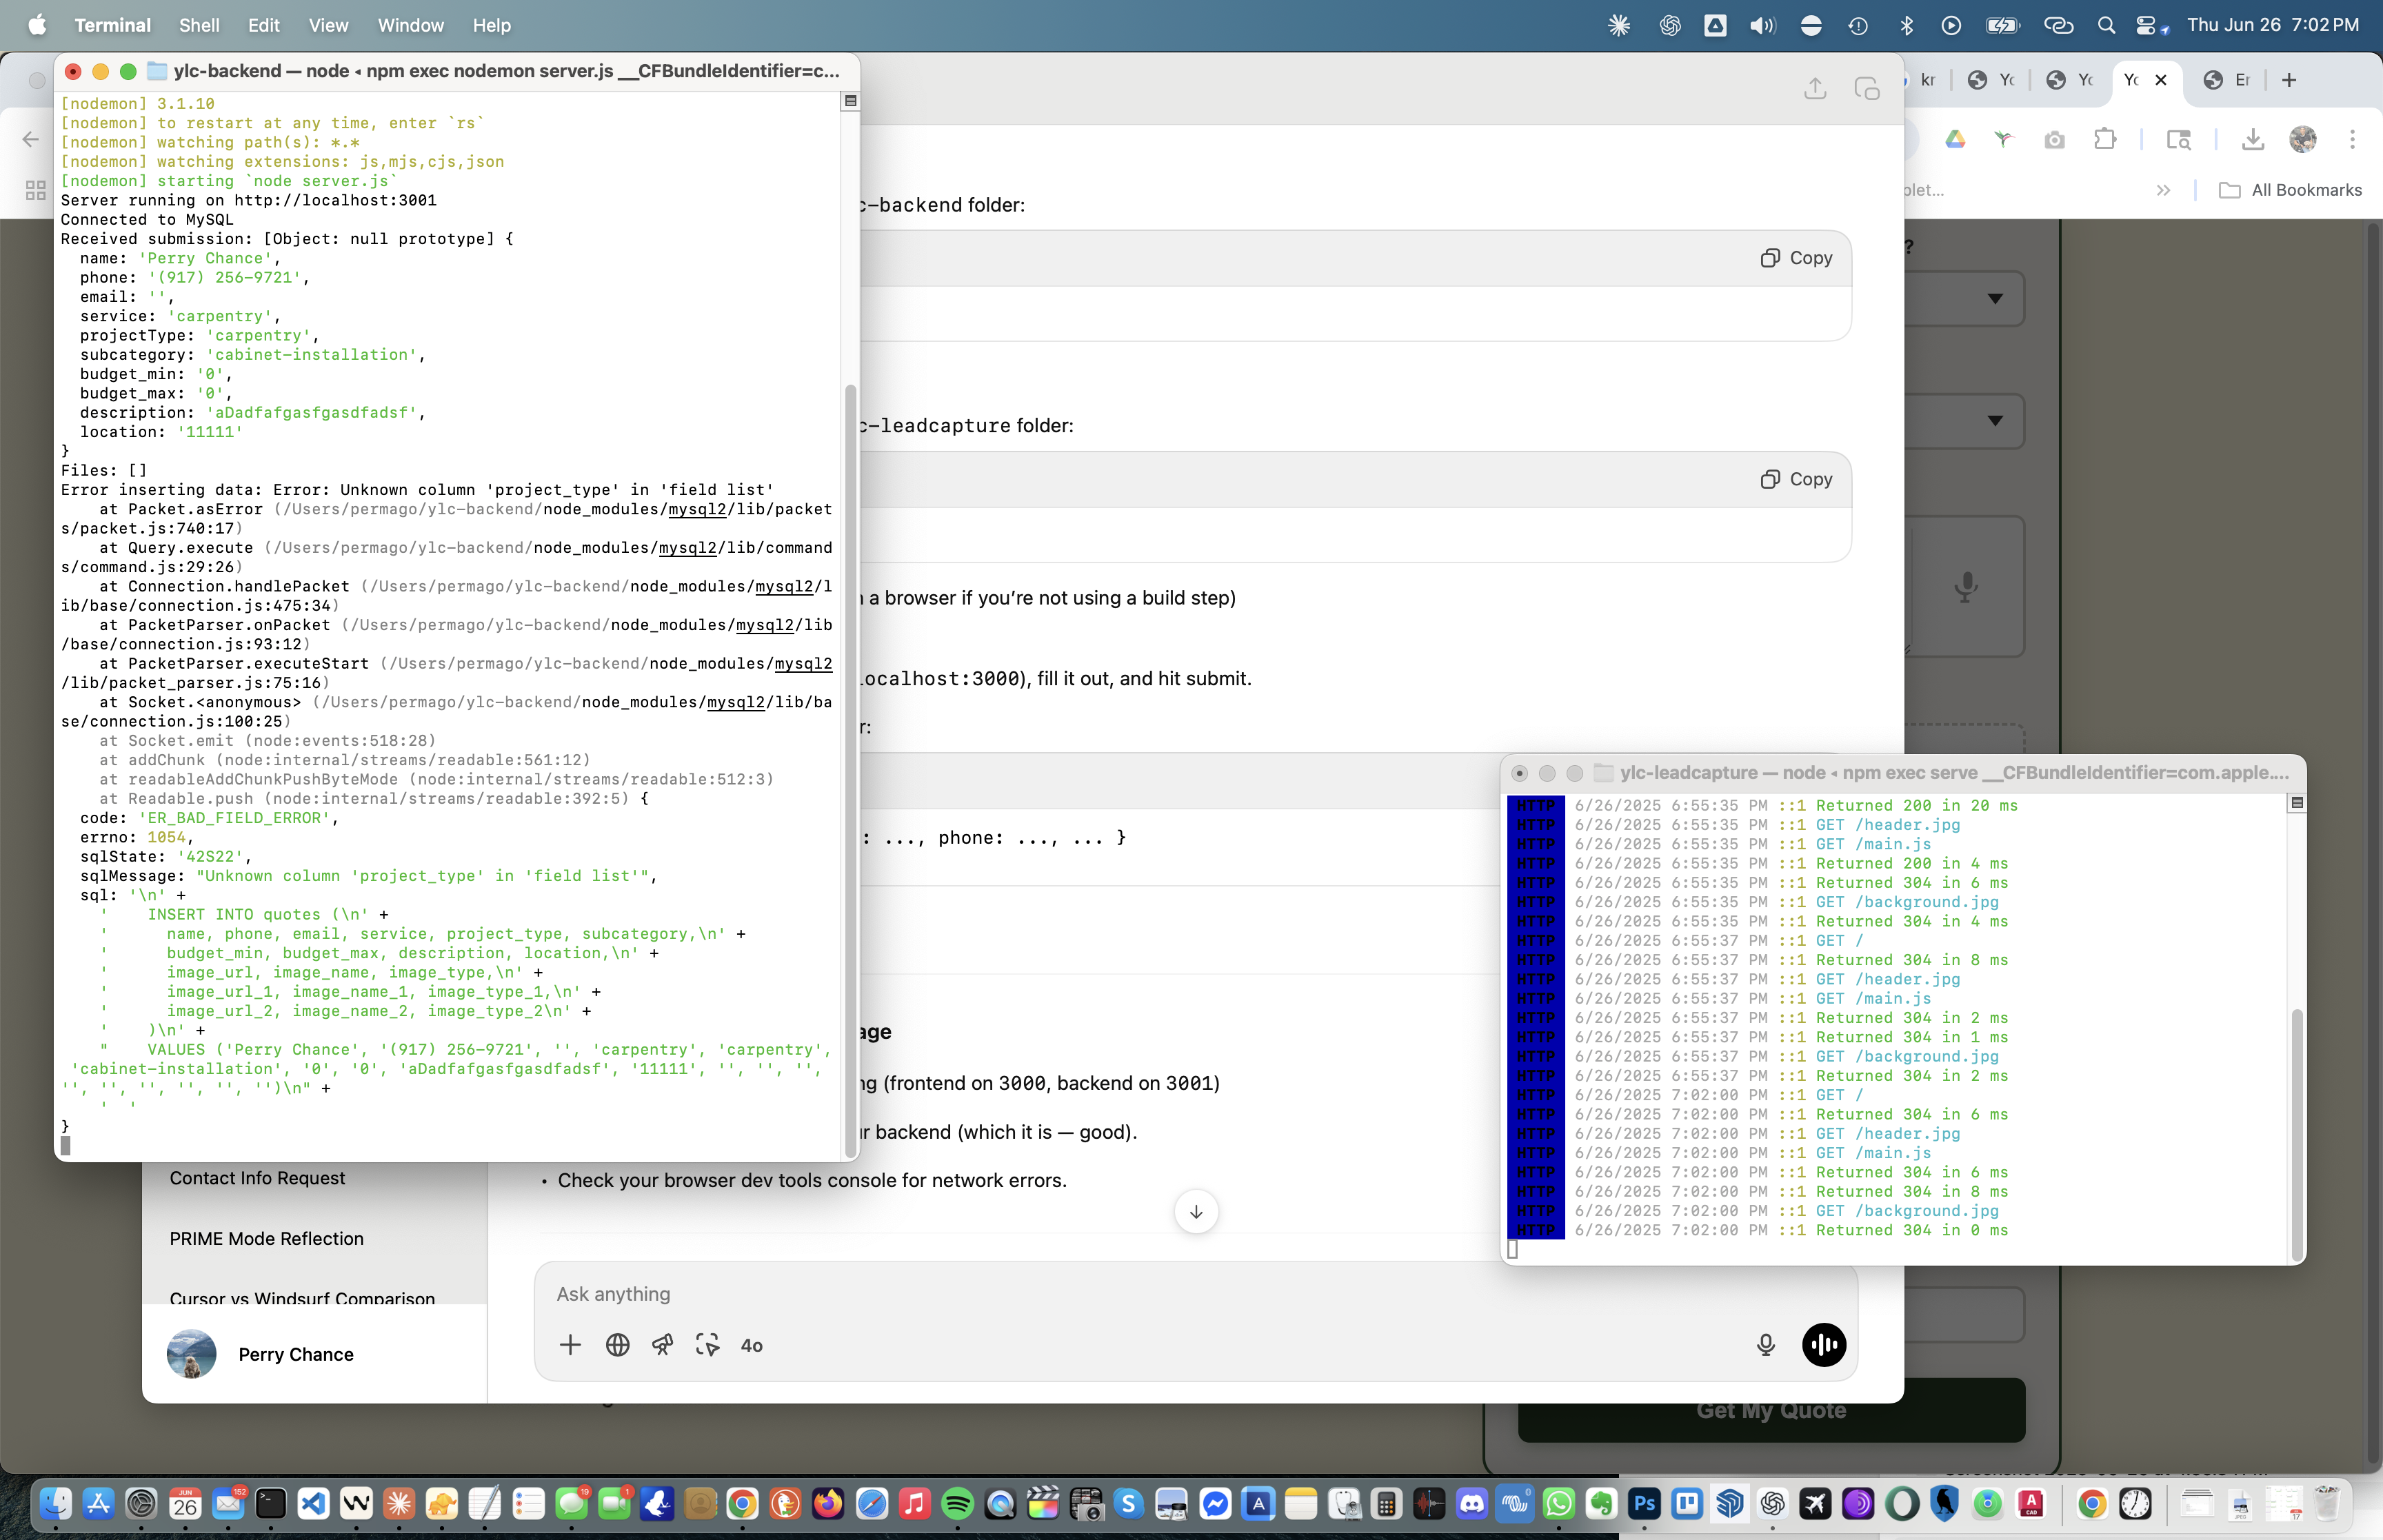 Terminal Shell Edit View Window Help
Thu Jun 26 7:02 PM
ylc-backend — node ◂ npm exec nodemon server.js __CFBundleIdentifier=c...
[nodemon] 3.1.10
[nodemon] to restart at any time, enter `rs`
[nodemon] watching path(s): *.*
[nodemon] watching extensions: js,mjs,cjs,json
[nodemon] starting `node server.js`
Server running on http://localhost:3001
Connected to MySQL
Received submission: [Object: null prototype] {
name: 'Perry Chance',
phone: '(917) 256-9721',
email: '',
service: 'carpentry',
projectType: 'carpentry',
subcategory: 'cabinet-installation',
budget_min: '0',
budget_max: '0',
description: 'aDadfafgasfgasdfadsf',
location: '11111'
}
Files: []
Error inserting data: Error: Unknown column 'project_type' in 'field list'
at Packet.asError (/Users/permago/ylc-backend/node_modules/mysql2/lib/packet
s/packet.js:740:17)
at Query.execute (/Users/permago/ylc-backend/node_modules/mysql2/lib/command
s/command.js:29:26)
at Connection.handlePacket (/Users/permago/ylc-backend/node_modules/mysql2/l
ib/base/connection.js:475:34)
at PacketParser.onPacket (/Users/permago/ylc-backend/node_modules/mysql2/lib
/base/connection.js:93:12)
at PacketParser.executeStart (/Users/permago/ylc-backend/node_modules/mysql2
/lib/packet_parser.js:75:16)
at Socket.<anonymous> (/Users/permago/ylc-backend/node_modules/mysql2/lib/ba
se/connection.js:100:25)
at Socket.emit (node:events:518:28)
at addChunk (node:internal/streams/readable:561:12)
at readableAddChunkPushByteMode (node:internal/streams/readable:512:3)
at Readable.push (node:internal/streams/readable:392:5) {
code: 'ER_BAD_FIELD_ERROR',
errno: 1054,
sqlState: '42S22',
sqlMessage: "Unknown column 'project_type' in 'field list'",
sql: '\n' +
'    INSERT INTO quotes (\n' +
'      name, phone, email, service, project_type, subcategory,\n' +
'      budget_min, budget_max, description, location,\n' +
'      image_url, image_name, image_type,\n' +
'      image_url_1, image_name_1, image_type_1,\n' +
'      image_url_2, image_name_2, image_type_2\n' +
'    )\n' +
"    VALUES ('Perry Chance', '(917) 256-9721', '', 'carpentry', 'carpentry',
'cabinet-installation', '0', '0', 'aDadfafgasfgasdfadsf', '11111', '', '', '',
'', '', '', '', '', '')\n" +
'  '
}
c-backend folder:
Copy
c-leadcapture folder:
Copy
a browser if you're not using a build step)
ocalhost:3000), fill it out, and hit submit.
r:
: ..., phone: ..., ... }
age
ng (frontend on 3000, backend on 3001)
r backend (which it is — good).
• Check your browser dev tools console for network errors.
Contact Info Request
PRIME Mode Reflection
Cursor vs Windsurf Comparison
Perry Chance
Ask anything
4o
kr
Yc
Yc
Yc
Er
olet...
All Bookmarks
?
ylc-leadcapture — node ◂ npm exec serve __CFBundleIdentifier=com.apple....
HTTP 6/26/2025 6:55:35 PM ::1 Returned 200 in 20 ms
HTTP 6/26/2025 6:55:35 PM ::1 GET /header.jpg
HTTP 6/26/2025 6:55:35 PM ::1 GET /main.js
HTTP 6/26/2025 6:55:35 PM ::1 Returned 200 in 4 ms
HTTP 6/26/2025 6:55:35 PM ::1 Returned 304 in 6 ms
HTTP 6/26/2025 6:55:35 PM ::1 GET /background.jpg
HTTP 6/26/2025 6:55:35 PM ::1 Returned 304 in 4 ms
HTTP 6/26/2025 6:55:37 PM ::1 GET /
HTTP 6/26/2025 6:55:37 PM ::1 Returned 304 in 8 ms
HTTP 6/26/2025 6:55:37 PM ::1 GET /header.jpg
HTTP 6/26/2025 6:55:37 PM ::1 GET /main.js
HTTP 6/26/2025 6:55:37 PM ::1 Returned 304 in 2 ms
HTTP 6/26/2025 6:55:37 PM ::1 Returned 304 in 1 ms
HTTP 6/26/2025 6:55:37 PM ::1 GET /background.jpg
HTTP 6/26/2025 6:55:37 PM ::1 Returned 304 in 2 ms
HTTP 6/26/2025 7:02:00 PM ::1 GET /
HTTP 6/26/2025 7:02:00 PM ::1 Returned 304 in 6 ms
HTTP 6/26/2025 7:02:00 PM ::1 GET /header.jpg
HTTP 6/26/2025 7:02:00 PM ::1 GET /main.js
HTTP 6/26/2025 7:02:00 PM ::1 Returned 304 in 6 ms
HTTP 6/26/2025 7:02:00 PM ::1 Returned 304 in 8 ms
HTTP 6/26/2025 7:02:00 PM ::1 GET /background.jpg
HTTP 6/26/2025 7:02:00 PM ::1 Returned 304 in 0 ms
Get My Quote
JUN
26
152
19
1
Ps